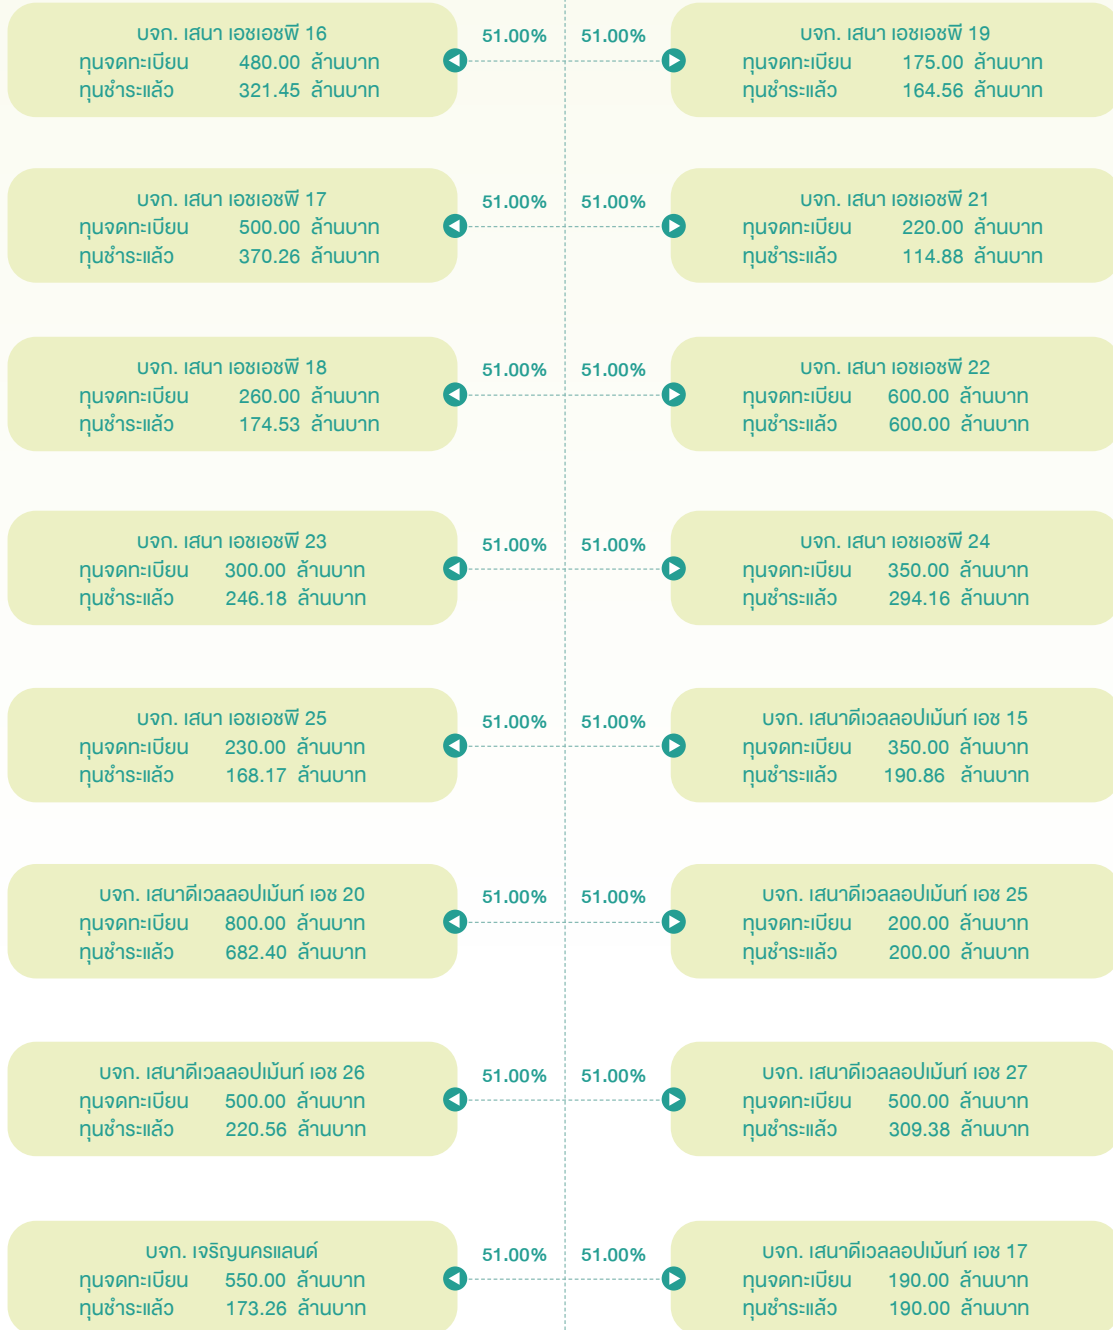 บจก. เสนา เอชเอชพี 16
ทุนจดทะเบียน 480.00 ล้านบาท
ทุนชำระแล้ว 321.45 ล้านบาท
51.00% 51.00%
บจก. เสนา เอชเอชพี 19
ทุนจดทะเบียน 175.00 ล้านบาท
ทุนชำระแล้ว 164.56 ล้านบาท
บจก. เสนา เอชเอชพี 17
ทุนจดทะเบียน 500.00 ล้านบาท
ทุนชำระแล้ว 370.26 ล้านบาท
51.00% 51.00%
บจก. เสนา เอชเอชพี 21
ทุนจดทะเบียน 220.00 ล้านบาท
ทุนชำระแล้ว 114.88 ล้านบาท
บจก. เสนา เอชเอชพี 18
ทุนจดทะเบียน 260.00 ล้านบาท
ทุนชำระแล้ว 174.53 ล้านบาท
51.00% 51.00%
บจก. เสนา เอชเอชพี 22
ทุนจดทะเบียน 600.00 ล้านบาท
ทุนชำระแล้ว 600.00 ล้านบาท
บจก. เสนา เอชเอชพี 23
ทุนจดทะเบียน 300.00 ล้านบาท
ทุนชำระแล้ว 246.18 ล้านบาท
51.00% 51.00%
บจก. เสนา เอชเอชพี 24
ทุนจดทะเบียน 350.00 ล้านบาท
ทุนชำระแล้ว 294.16 ล้านบาท
บจก. เสนา เอชเอชพี 25
ทุนจดทะเบียน 230.00 ล้านบาท
ทุนชำระแล้ว 168.17 ล้านบาท
51.00% 51.00%
บจก. เสนาดีเวลลอปเม้นท์ เอช 15
ทุนจดทะเบียน 350.00 ล้านบาท
ทุนชำระแล้ว 190.86 ล้านบาท
บจก. เสนาดีเวลลอปเม้นท์ เอช 20
ทุนจดทะเบียน 800.00 ล้านบาท
ทุนชำระแล้ว 682.40 ล้านบาท
51.00% 51.00%
บจก. เสนาดีเวลลอปเม้นท์ เอช 25
ทุนจดทะเบียน 200.00 ล้านบาท
ทุนชำระแล้ว 200.00 ล้านบาท
บจก. เสนาดีเวลลอปเม้นท์ เอช 26
ทุนจดทะเบียน 500.00 ล้านบาท
ทุนชำระแล้ว 220.56 ล้านบาท
51.00% 51.00%
บจก. เสนาดีเวลลอปเม้นท์ เอช 27
ทุนจดทะเบียน 500.00 ล้านบาท
ทุนชำระแล้ว 309.38 ล้านบาท
บจก. เจริญนครแลนด์
ทุนจดทะเบียน 550.00 ล้านบาท
ทุนชำระแล้ว 173.26 ล้านบาท
51.00% 51.00%
บจก. เสนาดีเวลลอปเม้นท์ เอช 17
ทุนจดทะเบียน 190.00 ล้านบาท
ทุนชำระแล้ว 190.00 ล้านบาท